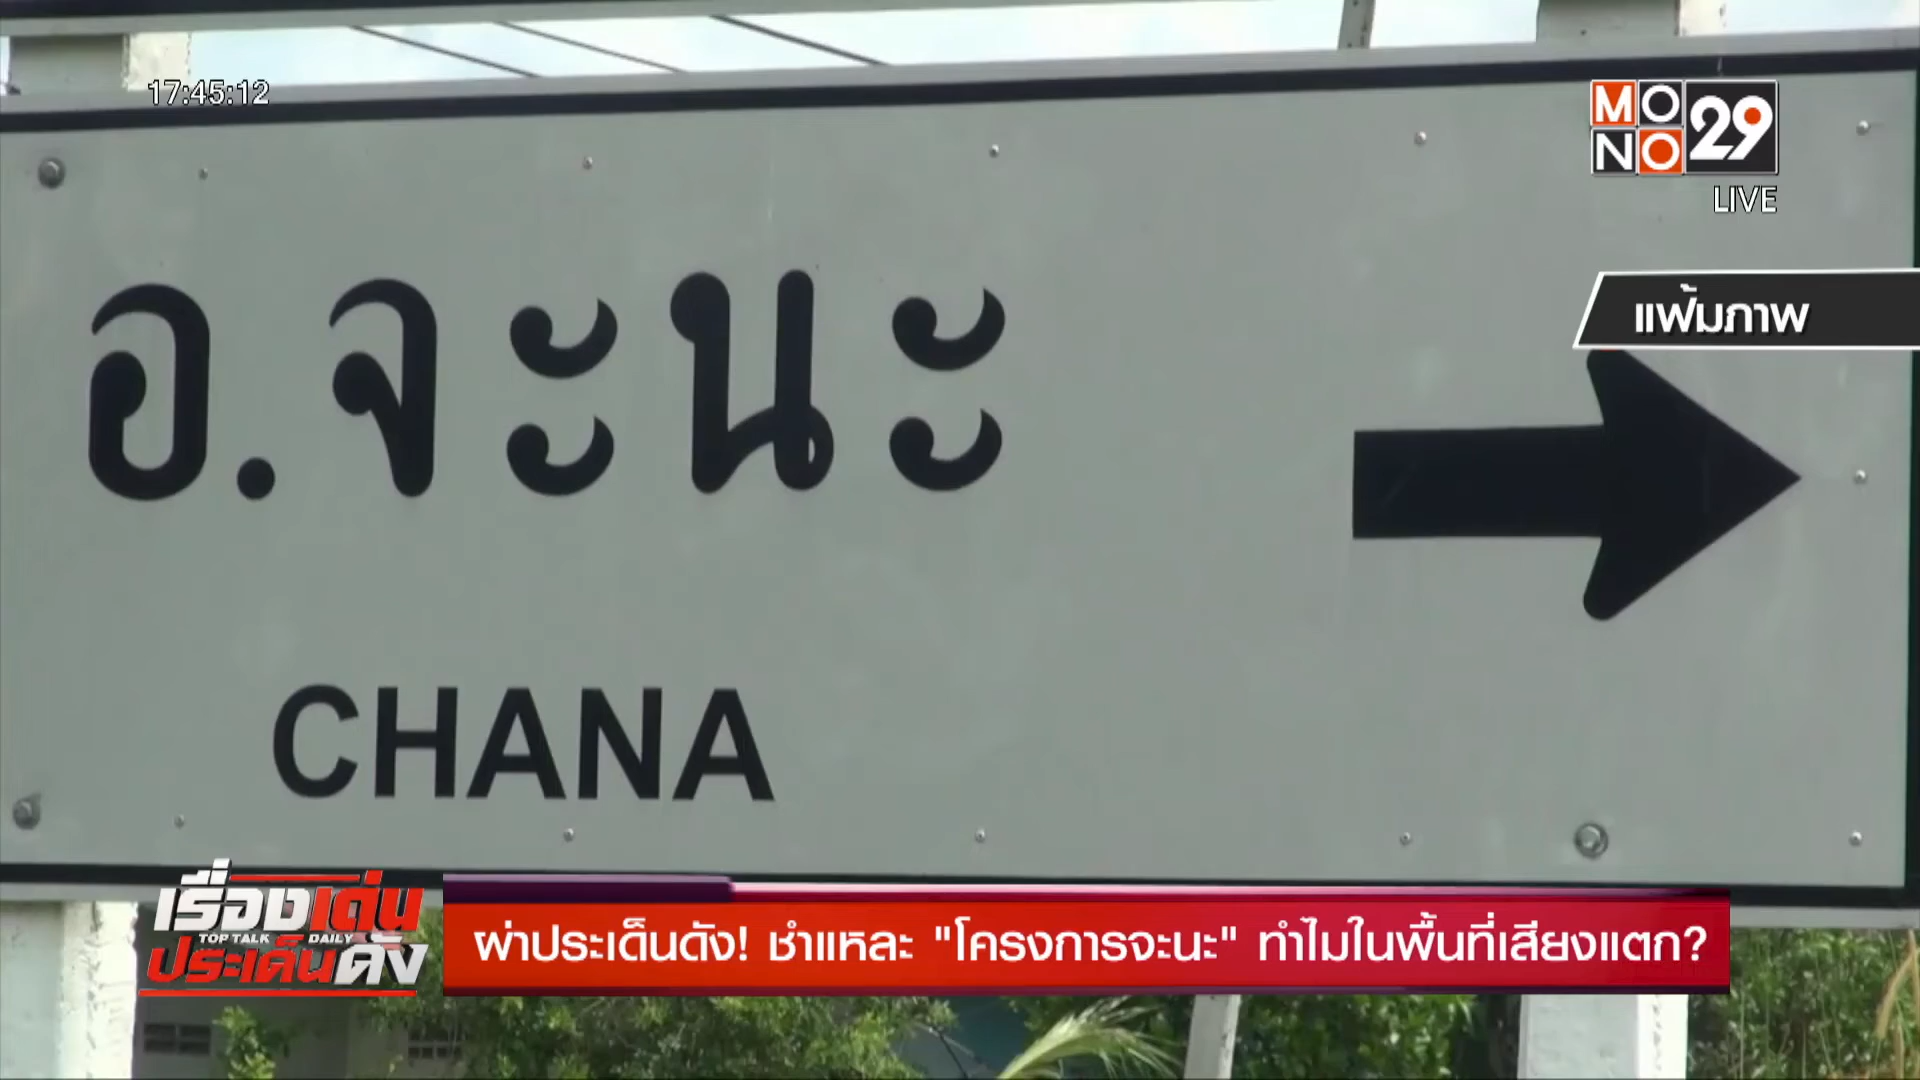 17:45:12
MONO 29
LIVE
แฟ้มภาพ
อ.จะนะ
CHANA
เรื่องเด่น
TOP TALK DAILY
ประเด็นดัง
ผ่าประเด็นดัง! ชำแหละ "โครงการจะนะ" ทำไมในพื้นที่เสียงแตก?